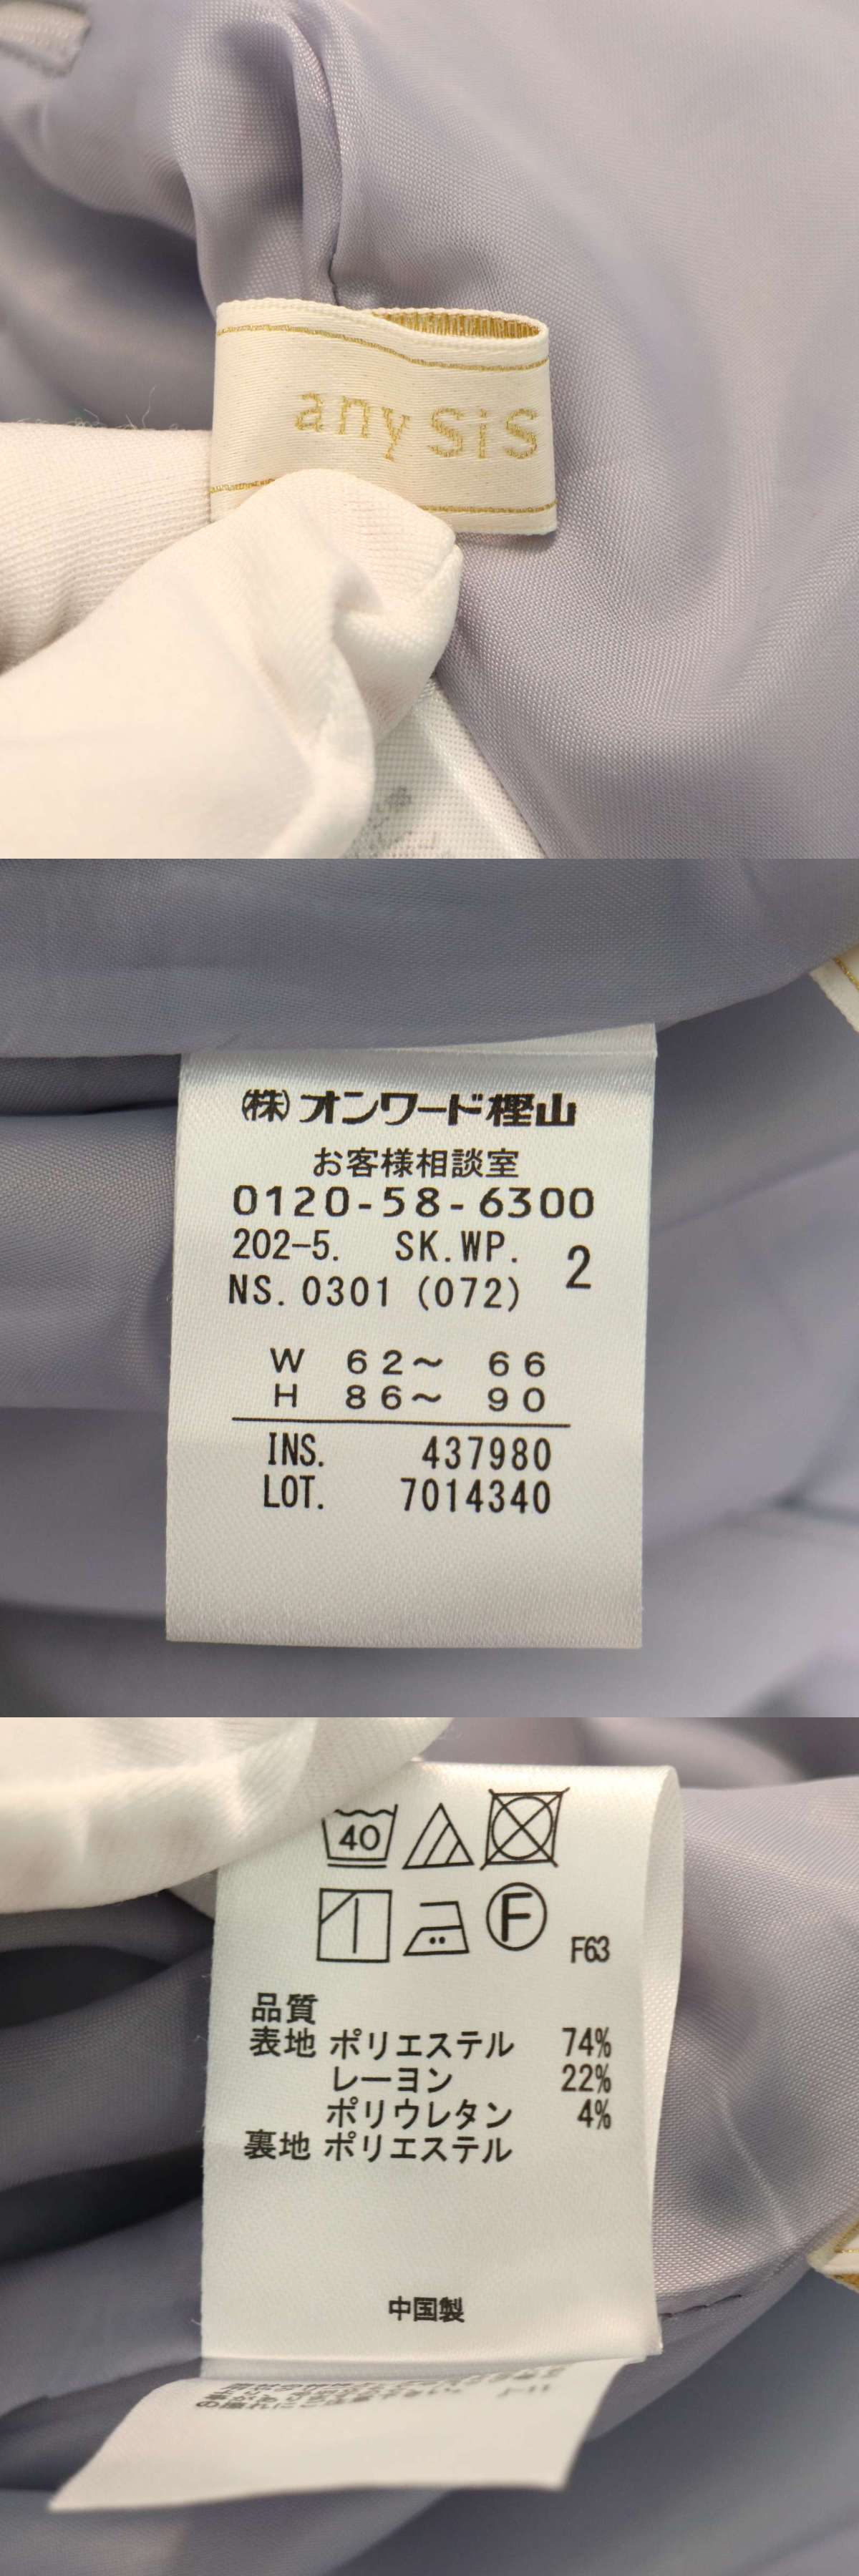 any SiS
(株)オンワード樫山
お客様相談室
0120-58-6300
202-5. SK.WP. 2
NS.0301 (072)
W 62～ 66
H 86～ 90
INS. 437980
LOT. 7014340
40
F
F63
品質
表地 ポリエステル 74%
レーヨン 22%
ポリウレタン 4%
裏地 ポリエステル
中国製